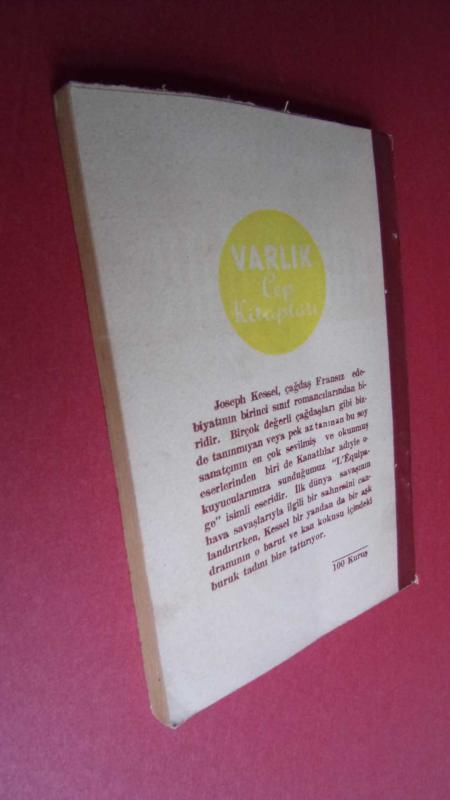 VARLIK
Cep
Kitapları
Joseph Kessel, çağdaş Fransız ede-
biyatının birinci sınıf romancılarından bi-
ridir. Birçok değerli çağdaşları gibi biz-
de tanınmıyan veya pek az tanınan bu soy
sanatçının en çok sevilmiş ve okunmuş
eserlerinden biri de Kanatlılar adıyle o-
kuyucularımıza sunduğumuz "L'Equipa-
ge" isimli eseridir. İlk dünya savaşının
hava savaşlarıyla ilgili bir sahnesini can-
landırırken, Kessel bir yandan da bir aşk
dramının o barut ve kan kokusu içindeki
buruk tadını bize tattırıyor.
100 Kuruş